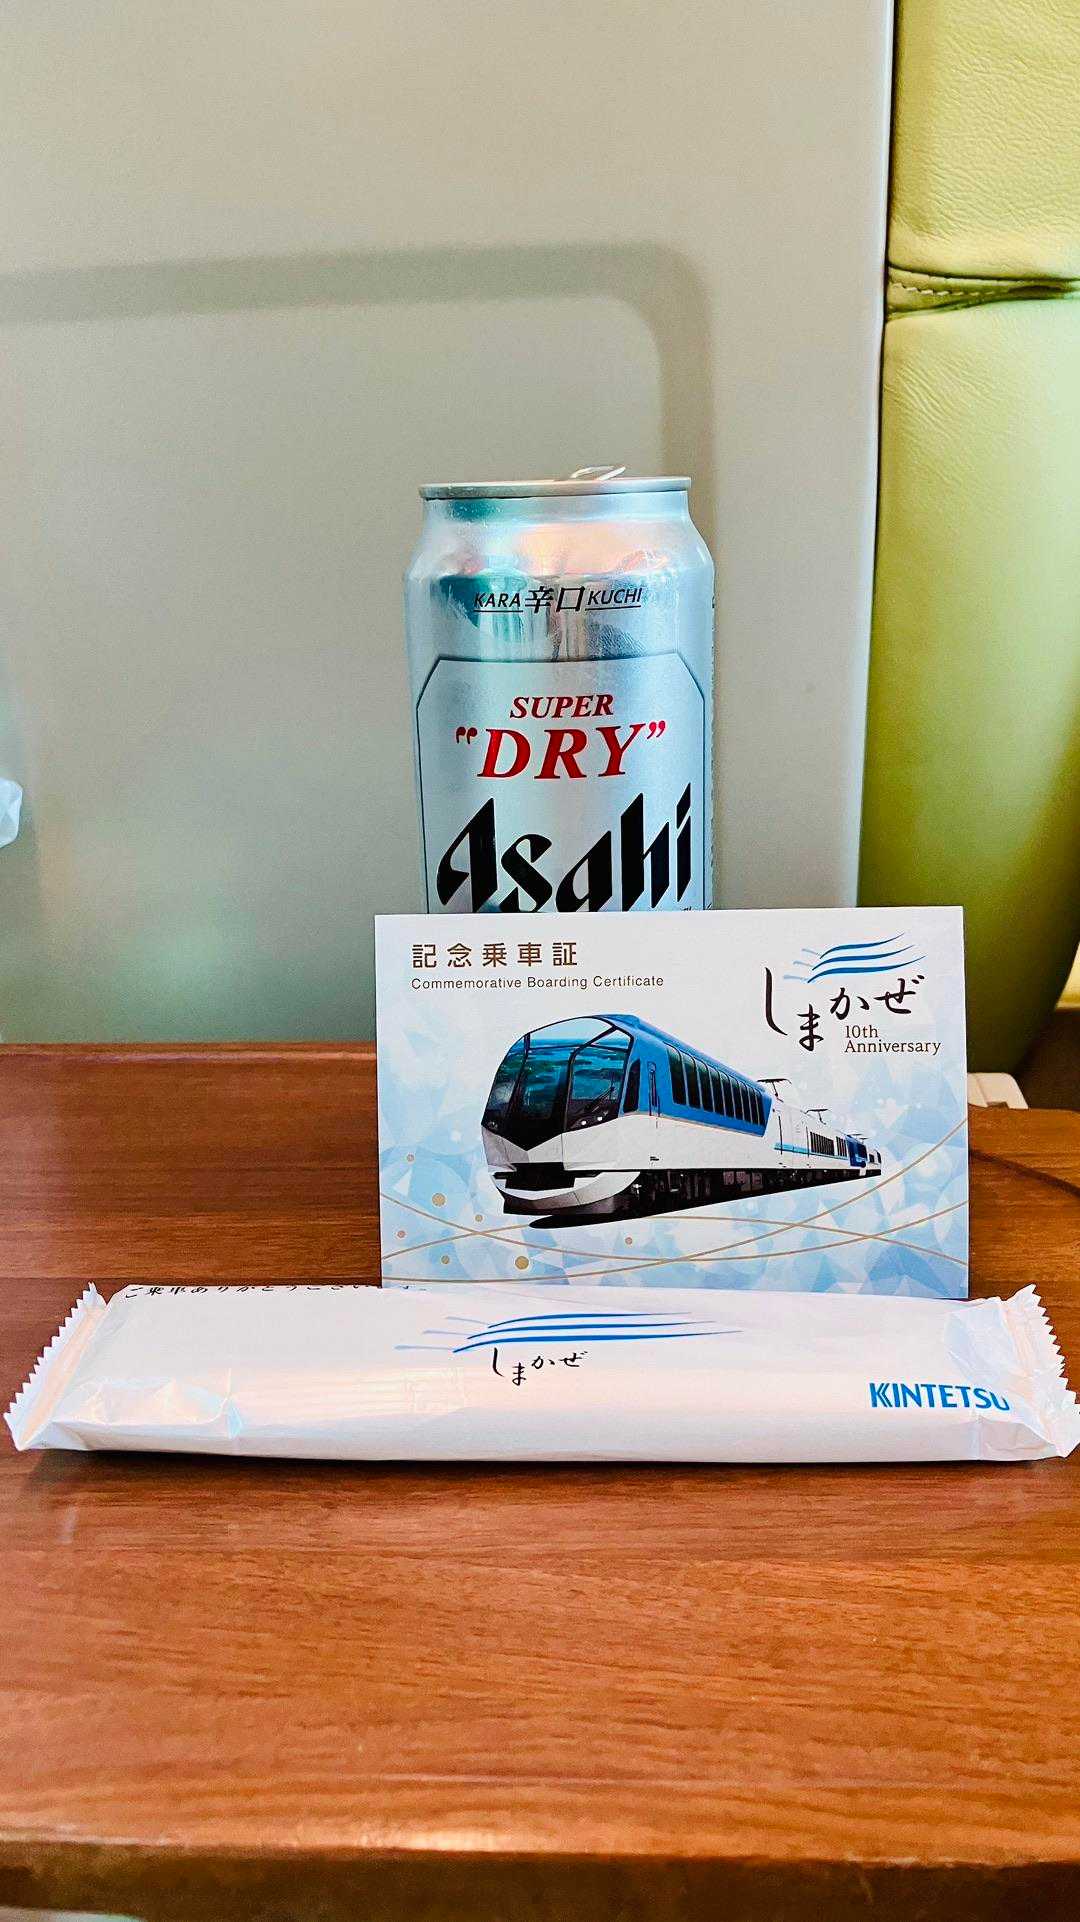 KARA辛口KUCHI
SUPER
"DRY"
Asahi
記念乗車証
Commemorative Boarding Certificate
しまかぜ
10th
Anniversary
しまかぜ
KINTETSU